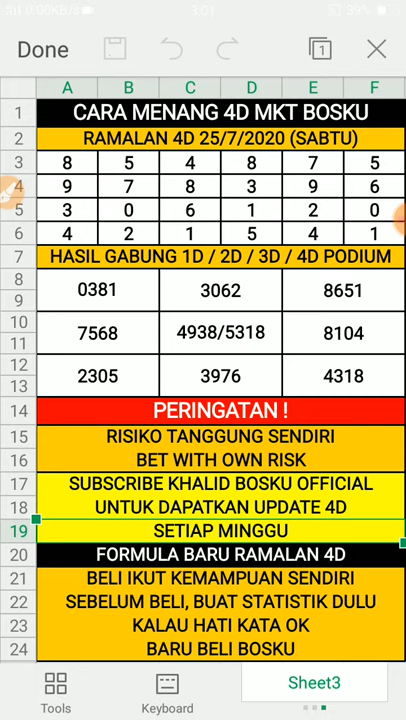 0.00KB/s 3:01 39%
Done 1
A B C D E F
1 CARA MENANG 4D MKT BOSKU
2 RAMALAN 4D 25/7/2020 (SABTU)
3 8 5 4 8 7 5
4 9 7 8 3 9 6
5 3 0 6 1 2 0
6 4 2 1 5 4 1
7 HASIL GABUNG 1D / 2D / 3D / 4D PODIUM
8
0381 3062 8651
9
10
7568 4938/5318 8104
11
12
2305 3976 4318
13
14 PERINGATAN !
15 RISIKO TANGGUNG SENDIRI
16 BET WITH OWN RISK
17 SUBSCRIBE KHALID BOSKU OFFICIAL
18 UNTUK DAPATKAN UPDATE 4D
19 SETIAP MINGGU
20 FORMULA BARU RAMALAN 4D
21 BELI IKUT KEMAMPUAN SENDIRI
22 SEBELUM BELI, BUAT STATISTIK DULU
23 KALAU HATI KATA OK
24 BARU BELI BOSKU
Tools Keyboard Sheet3